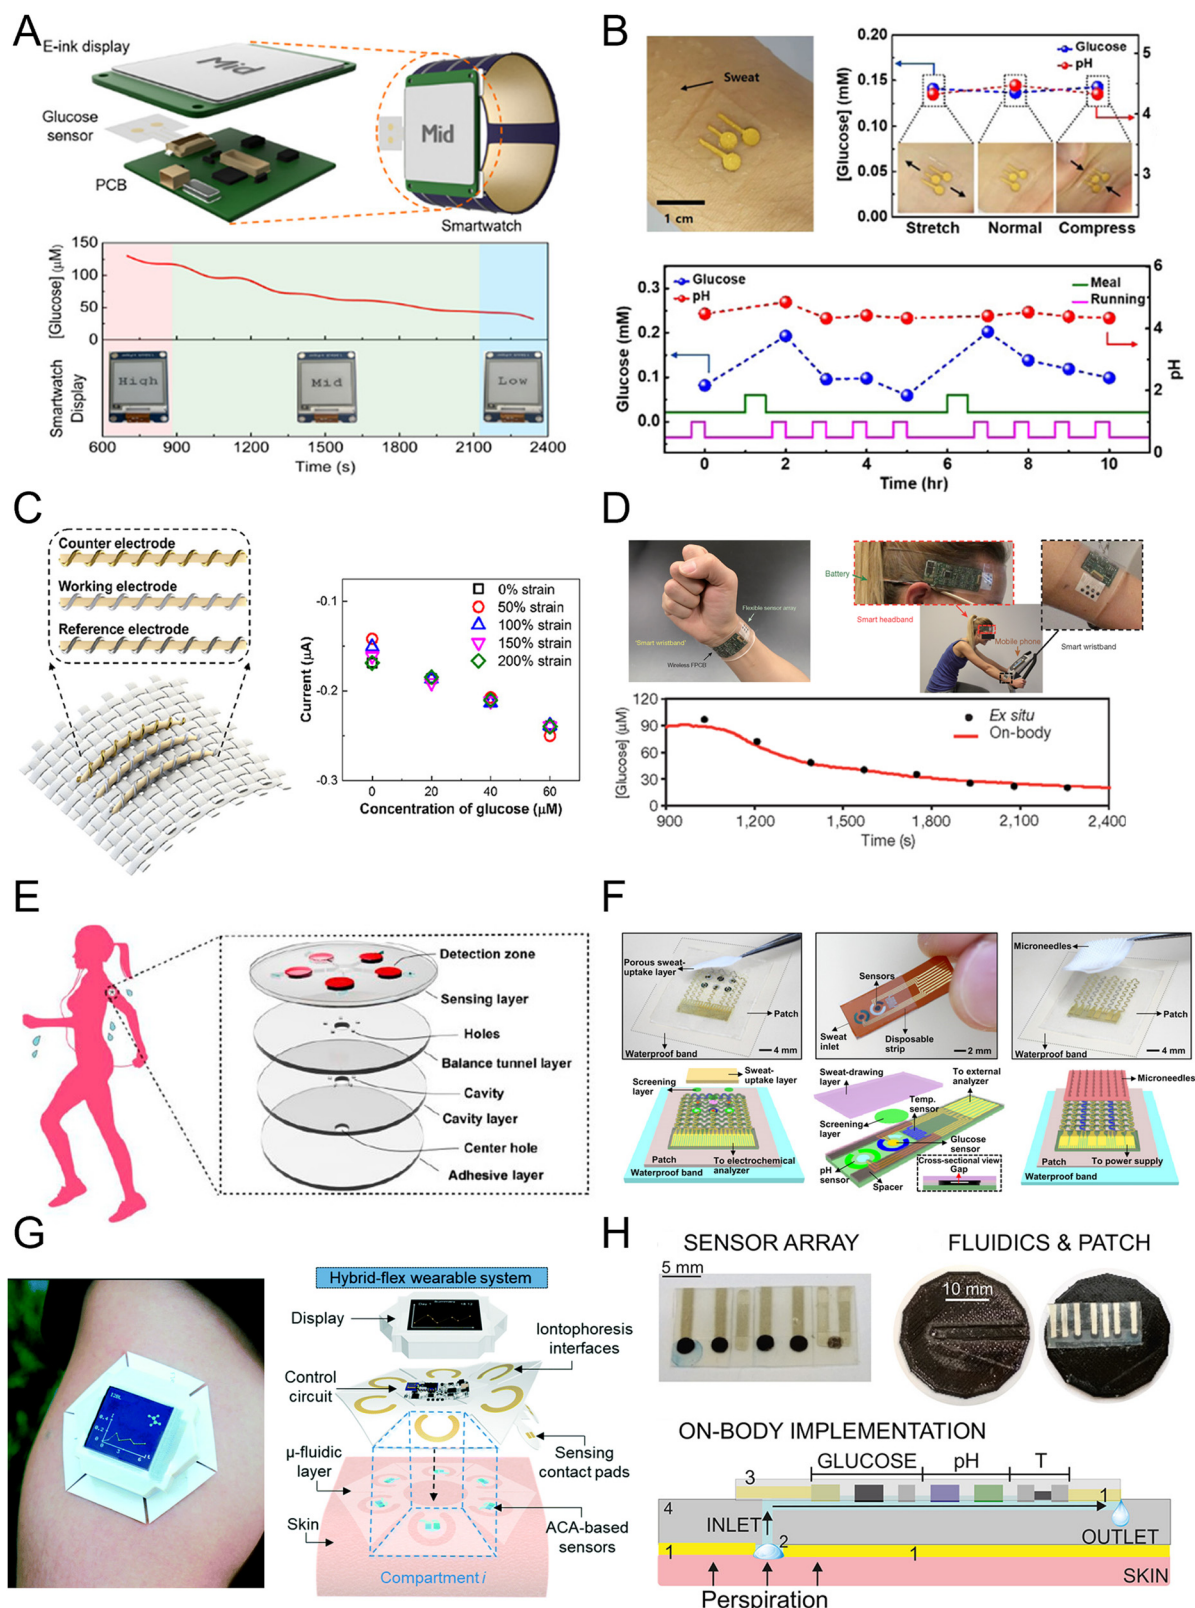 A
E-ink display
Mid
Glucose
sensor
PCB
Mid
Smartwatch
[Glucose] (μM)
150
100
50
0
Smartwatch
Display
High
Mid
Low
600
900
1200
1500
1800
2100
2400
Time (s)
B
Sweat
1 cm
[Glucose] (mM)
0.20
0.15
0.10
0.05
0.00
Glucose
pH
5
4
3
2
Stretch
Normal
Compress
Glucose (mM)
0.3
0.2
0.1
0.0
Glucose
pH
Meal
Running
6
4
2
0
pH
0
2
4
6
8
10
Time (hr)
C
Counter electrode
Working electrode
Reference electrode
Current (μA)
-0.1
-0.2
-0.3
0% strain
50% strain
100% strain
150% strain
200% strain
0
20
40
60
Concentration of glucose (μM)
D
Flexible sensor array
"Smart wristband"
Wireless FPCB
Battery
Smart headband
Mobile phone
Smart wristband
[Glucose] (μM)
120
90
60
30
0
Ex situ
On-body
900
1,200
1,500
1,800
2,100
2,400
Time (s)
E
Detection zone
Sensing layer
Holes
Balance tunnel layer
Cavity
Cavity layer
Center hole
Adhesive layer
F
Porous sweat-
uptake layer
Patch
Waterproof band
4 mm
Sensors
Sweat
inlet
Disposable
strip
2 mm
Microneedles
Patch
Waterproof band
4 mm
Screening
layer
Sweat-
uptake layer
To electrochemical
analyzer
Patch
Waterproof band
Sweat-drawing
layer
To external
analyzer
Temp.
sensor
Screening
layer
Glucose
sensor
pH
sensor
Spacer
Cross-sectional view
Gap
Microneedles
To power supply
Patch
Waterproof band
G
0.4
0.2
0
0
3
6
Hybrid-flex wearable system
Display
Iontophoresis
interfaces
Control
circuit
μ-fluidic
layer
Sensing
contact pads
Skin
ACA-based
sensors
Compartment i
H
SENSOR ARRAY
5 mm
FLUIDICS & PATCH
10 mm
ON-BODY IMPLEMENTATION
GLUCOSE
pH
T
3
1
4
INLET
OUTLET
2
1
1
SKIN
Perspiration